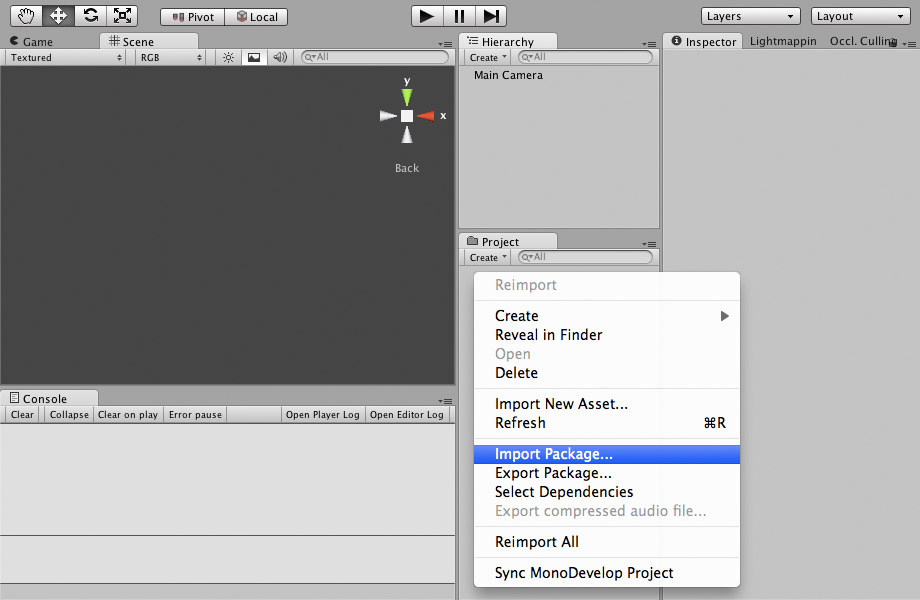 Pivot Local Layers Layout
Game Scene Hierarchy Inspector Lightmappin Occl. Culling
Textured RGB All Create All
Main Camera
y
x
Back
Project
Create All
Reimport
Create
Reveal in Finder
Open
Delete
Import New Asset...
Refresh ⌘R
Import Package...
Export Package...
Select Dependencies
Export compressed audio file...
Reimport All
Sync MonoDevelop Project
Console
Clear Collapse Clear on play Error pause Open Player Log Open Editor Log